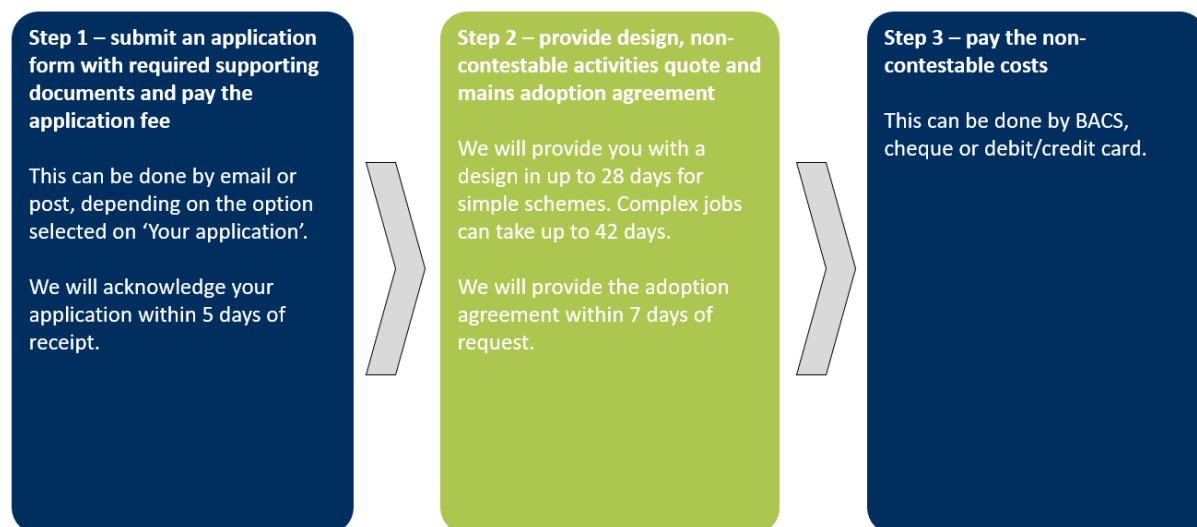 Step 1 – submit an application
form with required supporting
documents and pay the
application fee
This can be done by email or
post, depending on the option
selected on ‘Your application’.
We will acknowledge your
application within 5 days of
receipt.
Step 2 – provide design, non-
contestable activities quote and
mains adoption agreement
We will provide you with a
design in up to 28 days for
simple schemes. Complex jobs
can take up to 42 days.
We will provide the adoption
agreement within 7 days of
request.
Step 3 – pay the non-
contestable costs
This can be done by BACS,
cheque or debit/credit card.